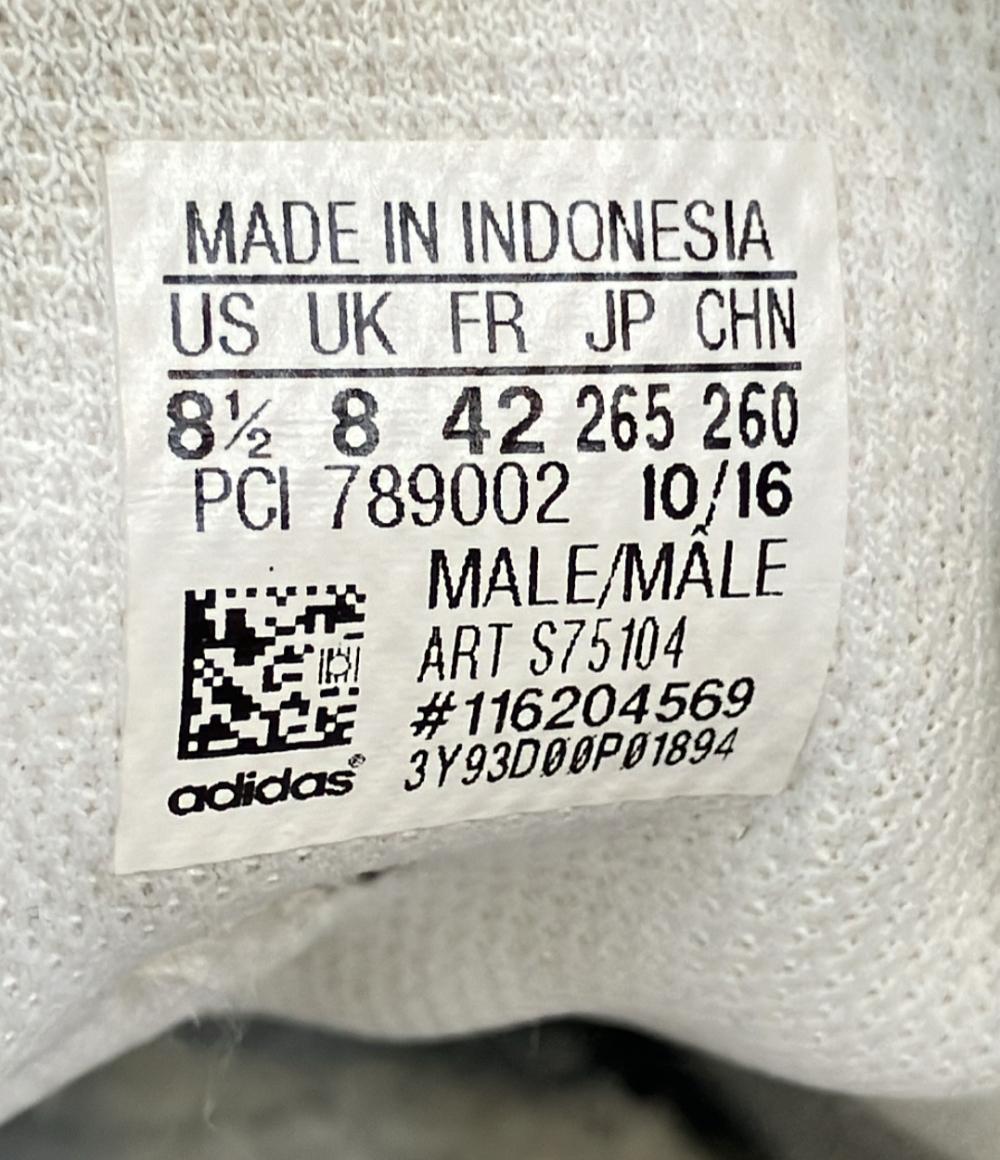 MADE IN INDONESIA
US UK FR JP CHN
8½ 8 42 265 260
PCI 789002 10/16
MALE/MÂLE
ART S75104
#116204569
3Y93D00P01894
adidas®